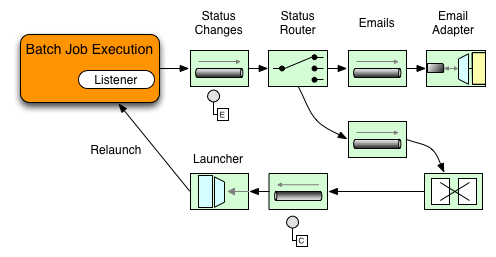 Status
Changes
Status
Router
Emails
Email
Adapter
Batch Job Execution
Listener
E
Relaunch
Launcher
C